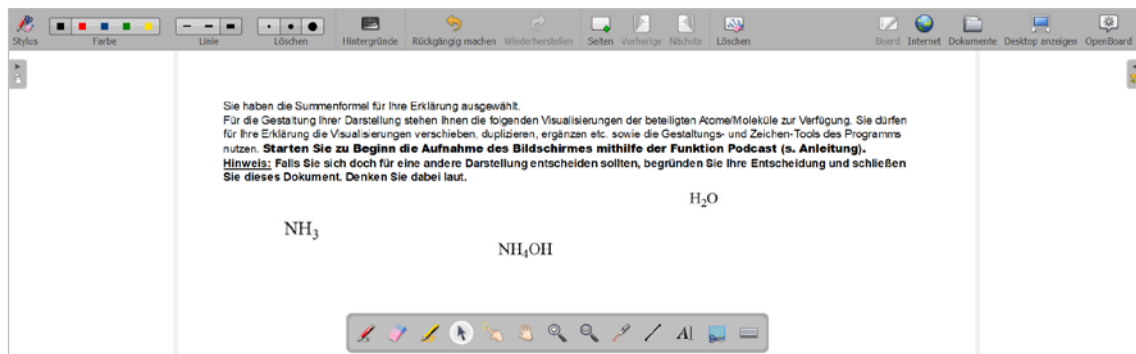 Stylus Farbe Linie Löschen Hintergründe Rückgängig machen Wiederherstellen Seiten Vorherige Nächste Löschen Board Internet Dokumente Desktop anzeigen OpenBoard
Sie haben die Summenformel für Ihre Erklärung ausgewählt.
Für die Gestaltung Ihrer Darstellung stehen Ihnen die folgenden Visualisierungen der beteiligten Atome/Moleküle zur Verfügung. Sie dürfen
für Ihre Erklärung die Visualisierungen verschieben, duplizieren, ergänzen etc. sowie die Gestaltungs- und Zeichen-Tools des Programms
nutzen. Starten Sie zu Beginn die Aufnahme des Bildschirmes mithilfe der Funktion Podcast (s. Anleitung).
Hinweis: Falls Sie sich doch für eine andere Darstellung entscheiden sollten, begründen Sie Ihre Entscheidung und schließen
Sie dieses Dokument. Denken Sie dabei laut.
H₂O
NH₃
NH₄OH
A